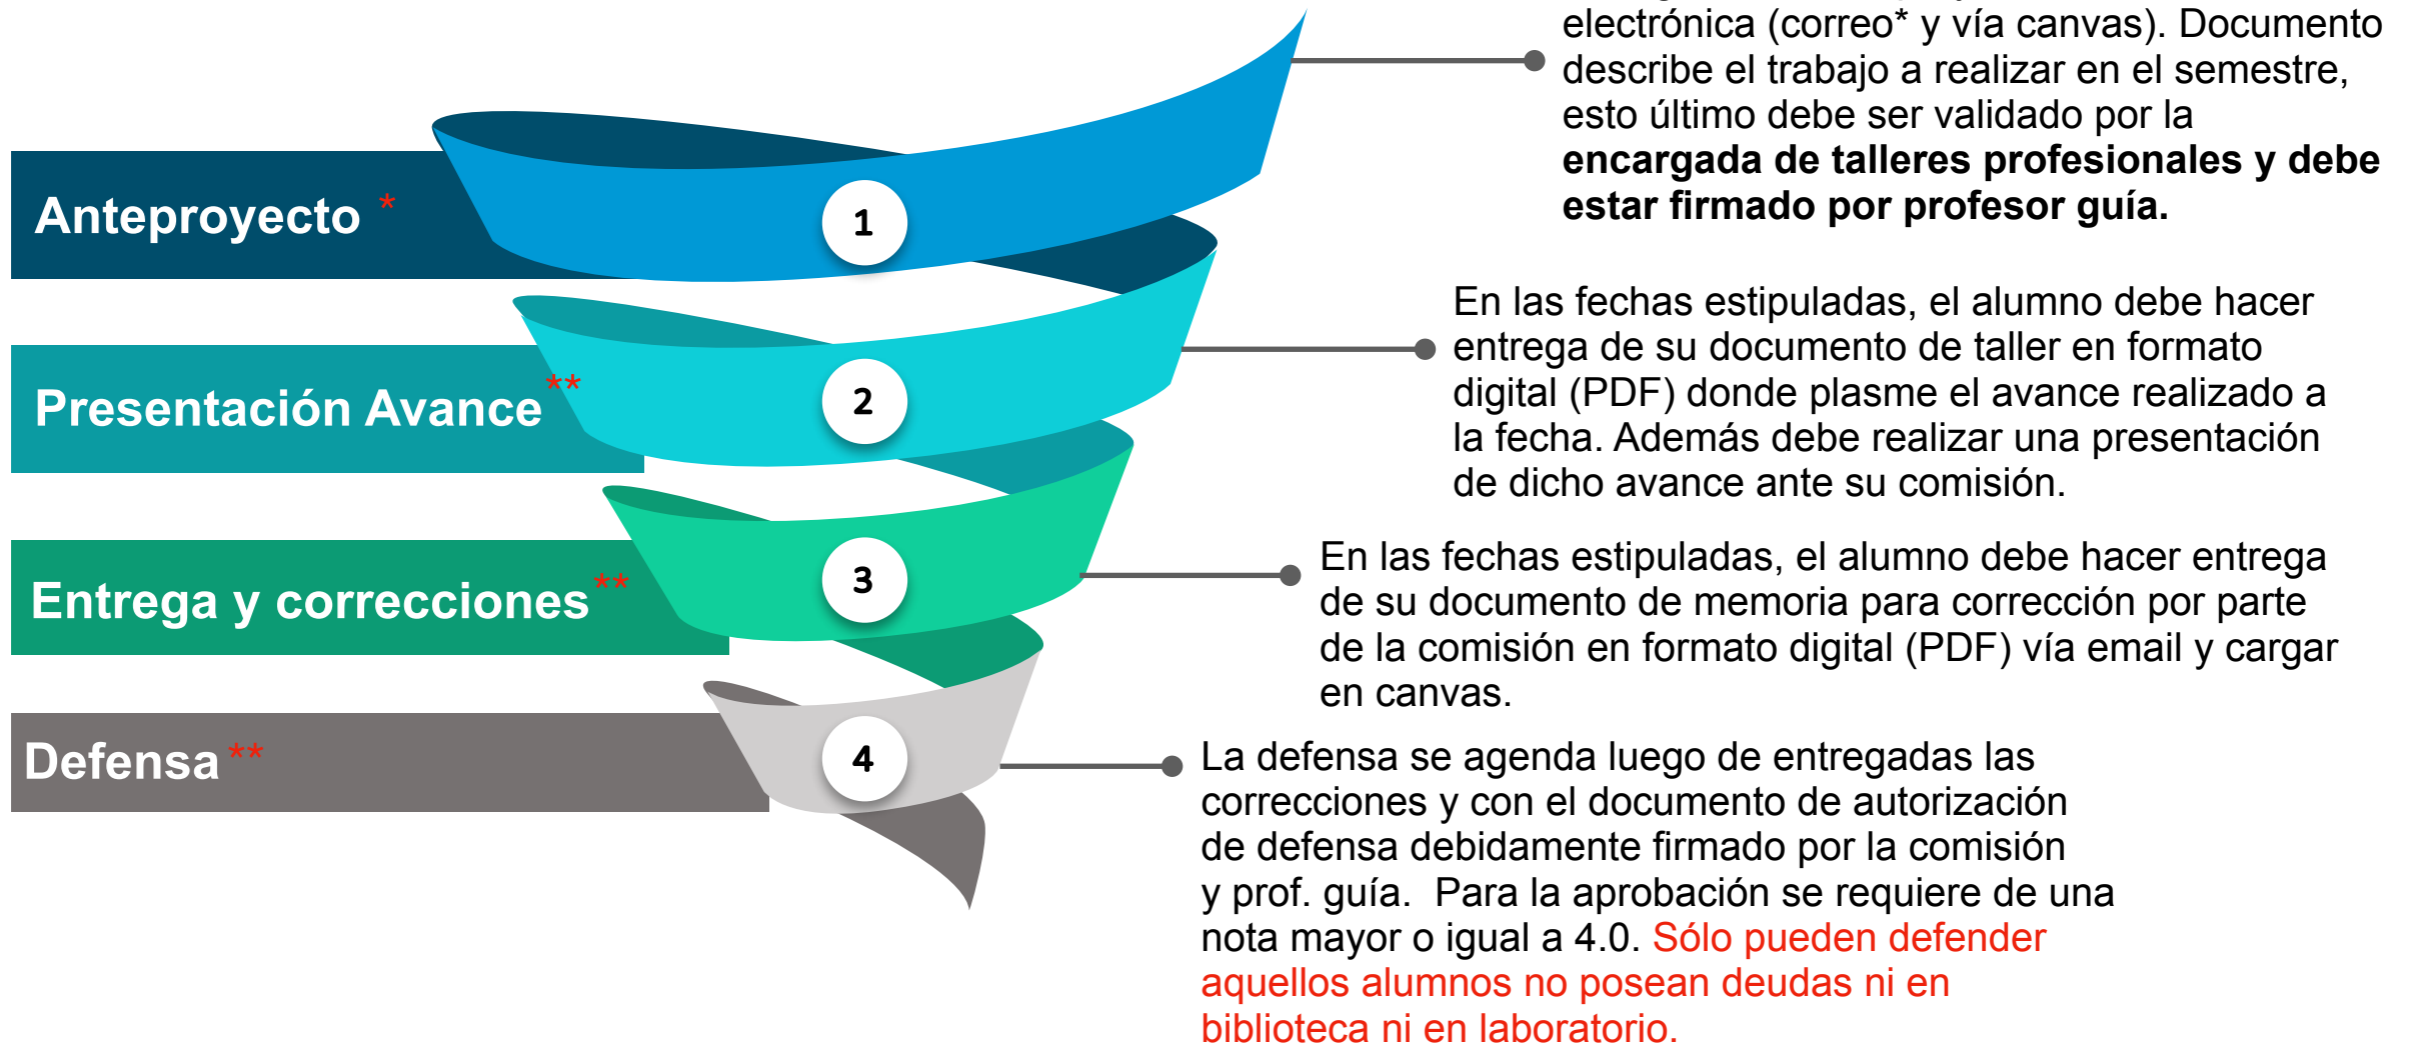 electrónica (correo* y vía canvas). Documento
describe el trabajo a realizar en el semestre,
esto último debe ser validado por la
encargada de talleres profesionales y debe
estar firmado por profesor guía.
Anteproyecto *
1
En las fechas estipuladas, el alumno debe hacer
entrega de su documento de taller en formato
digital (PDF) donde plasme el avance realizado a
la fecha. Además debe realizar una presentación
de dicho avance ante su comisión.
Presentación Avance **
2
En las fechas estipuladas, el alumno debe hacer entrega
de su documento de memoria para corrección por parte
de la comisión en formato digital (PDF) vía email y cargar
en canvas.
Entrega y correcciones **
3
La defensa se agenda luego de entregadas las
correcciones y con el documento de autorización
de defensa debidamente firmado por la comisión
y prof. guía. Para la aprobación se requiere de una
nota mayor o igual a 4.0. Sólo pueden defender
aquellos alumnos no posean deudas ni en
biblioteca ni en laboratorio.
Defensa **
4